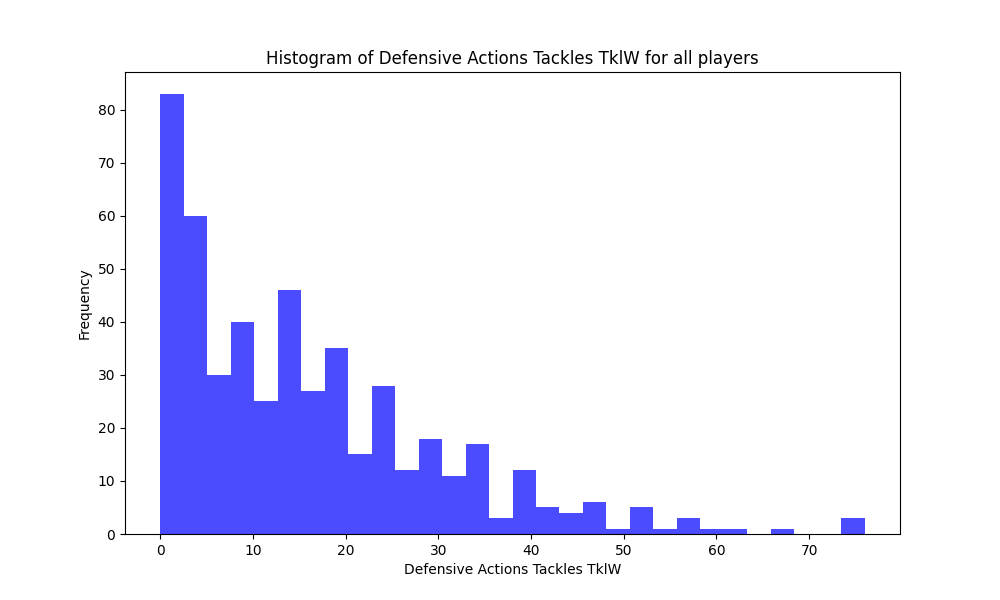 Histogram of Defensive Actions Tackles TklW for all players
80
70
60
50
40
30
20
10
0
Frequency
0 10 20 30 40 50 60 70
Defensive Actions Tackles TklW